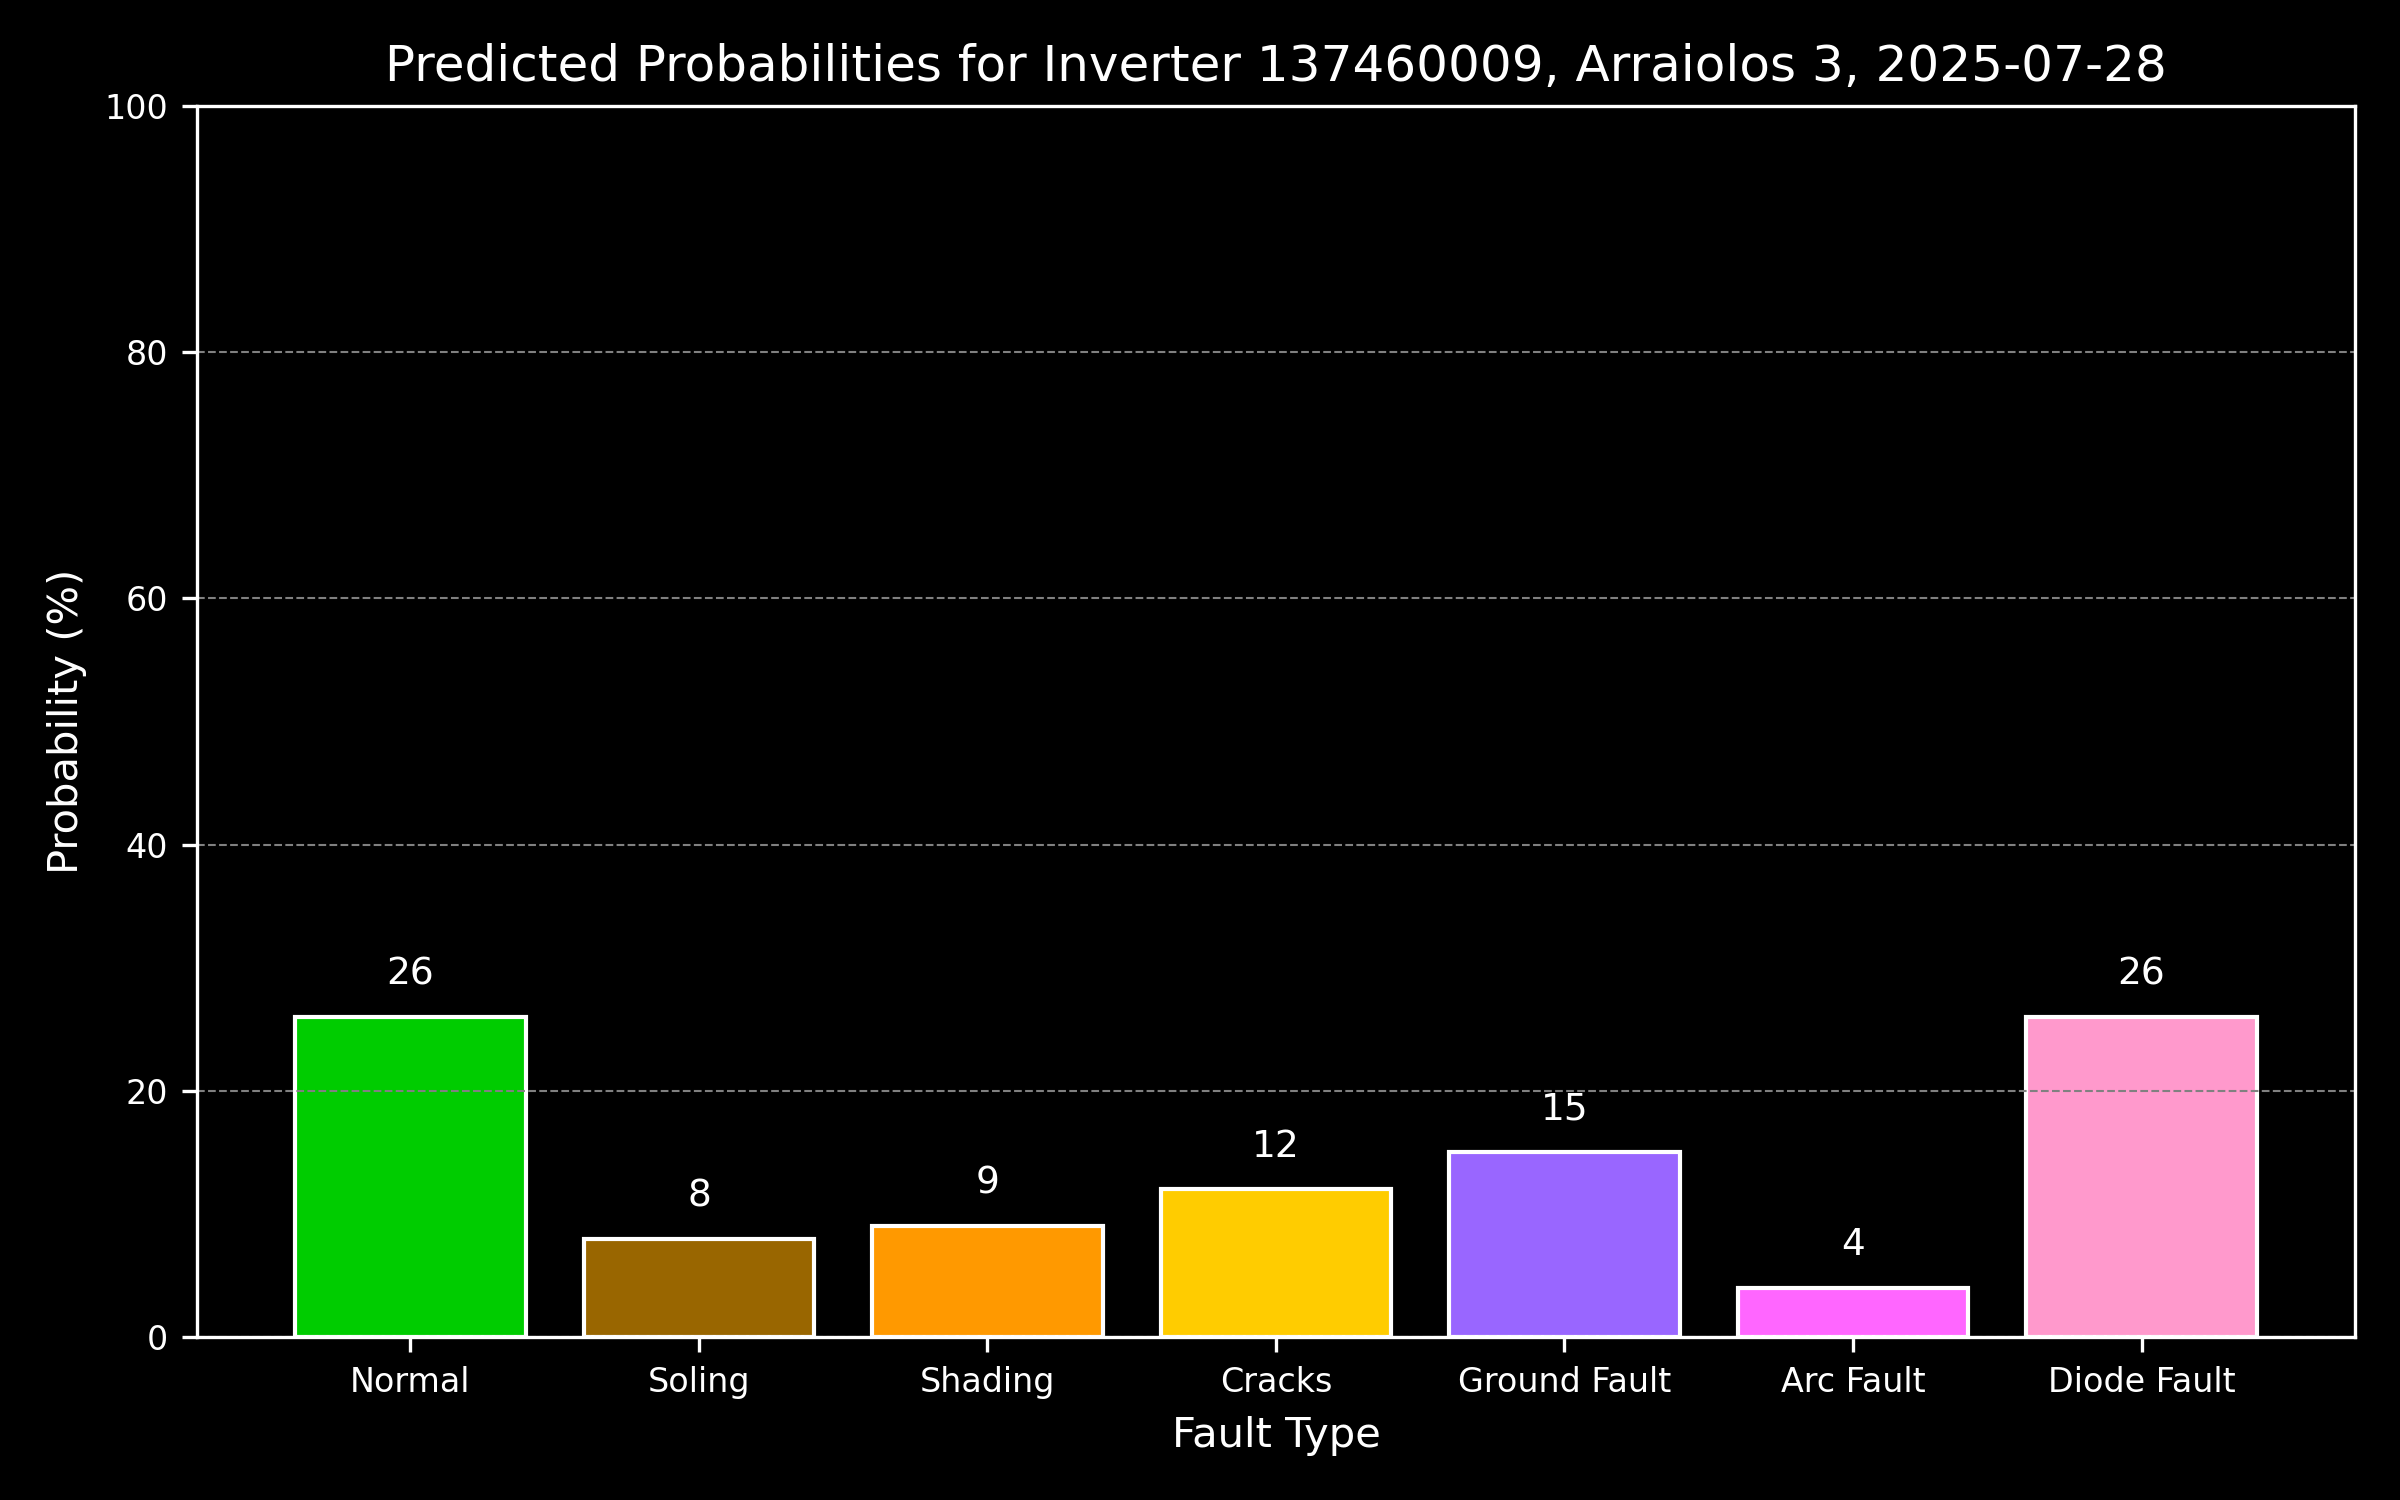 Predicted Probabilities for Inverter 137460009, Arraiolos 3, 2025-07-28
Probability (%)
100
80
60
40
20
0
26
8
9
12
15
4
26
Normal
Soling
Shading
Cracks
Ground Fault
Arc Fault
Diode Fault
Fault Type